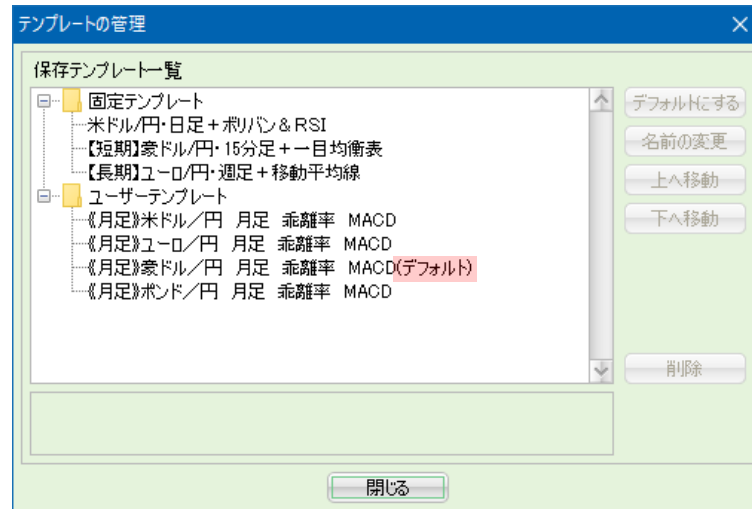 テンプレートの管理
保存テンプレート一覧
固定テンプレート
米ドル/円・日足+ボリバン&RSI
【短期】豪ドル/円・15分足+一目均衡表
【長期】ユーロ/円・週足+移動平均線
ユーザーテンプレート
《月足》米ドル/円 月足 乖離率 MACD
《月足》ユーロ/円 月足 乖離率 MACD
《月足》豪ドル/円 月足 乖離率 MACD(デフォルト)
《月足》ポンド/円 月足 乖離率 MACD
デフォルトにする
名前の変更
上へ移動
下へ移動
削除
閉じる